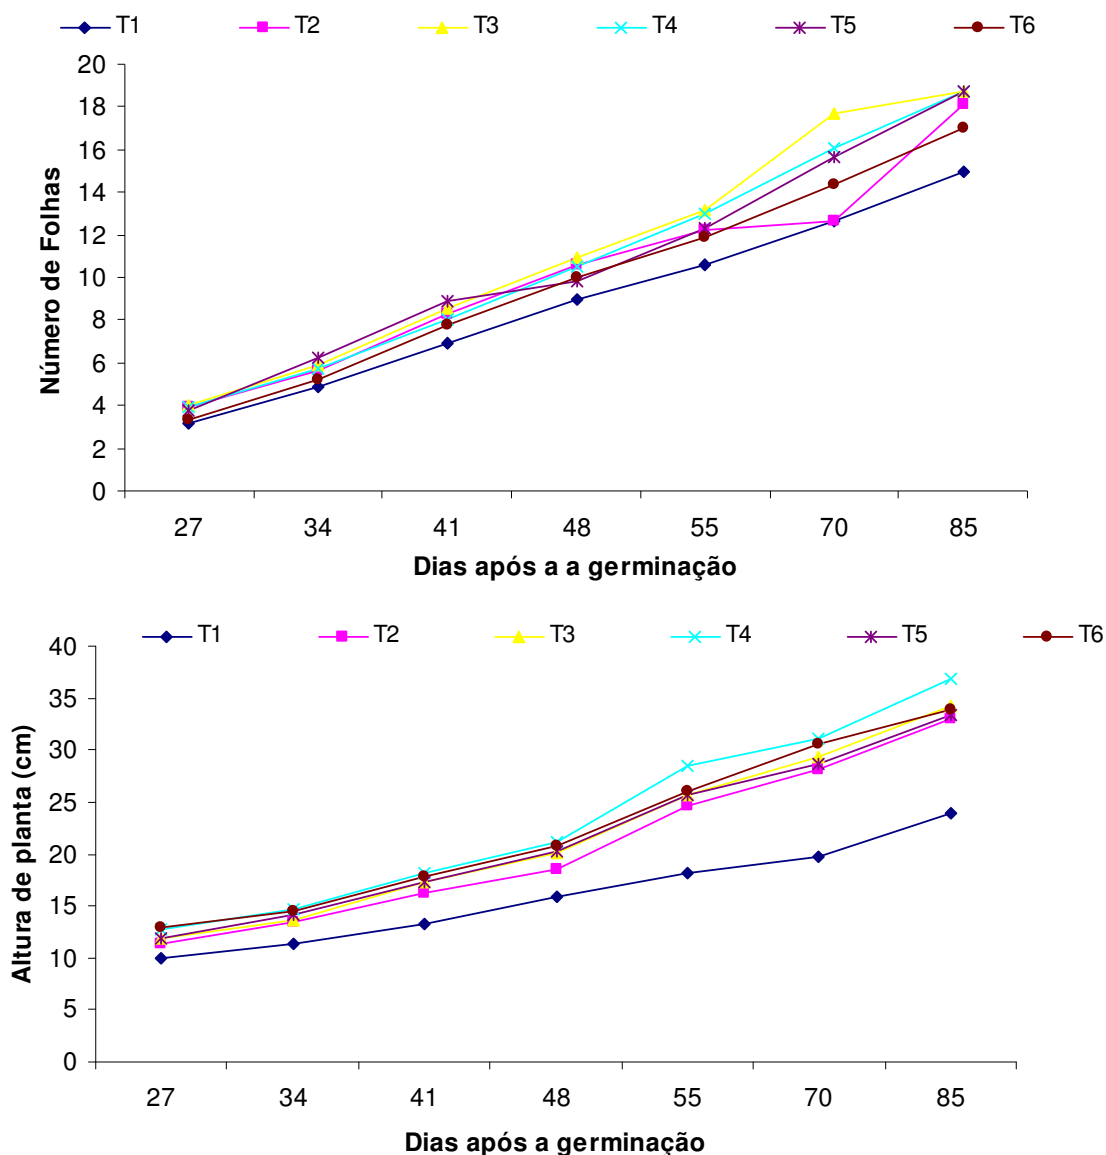 T1 T2 T3 T4 T5 T6
20
18
16
14
12
10
8
6
4
2
0
Número de Folhas
27 34 41 48 55 70 85
Dias após a a germinação
T1 T2 T3 T4 T5 T6
40
35
30
25
20
15
10
5
0
Altura de planta (cm)
27 34 41 48 55 70 85
Dias após a germinação